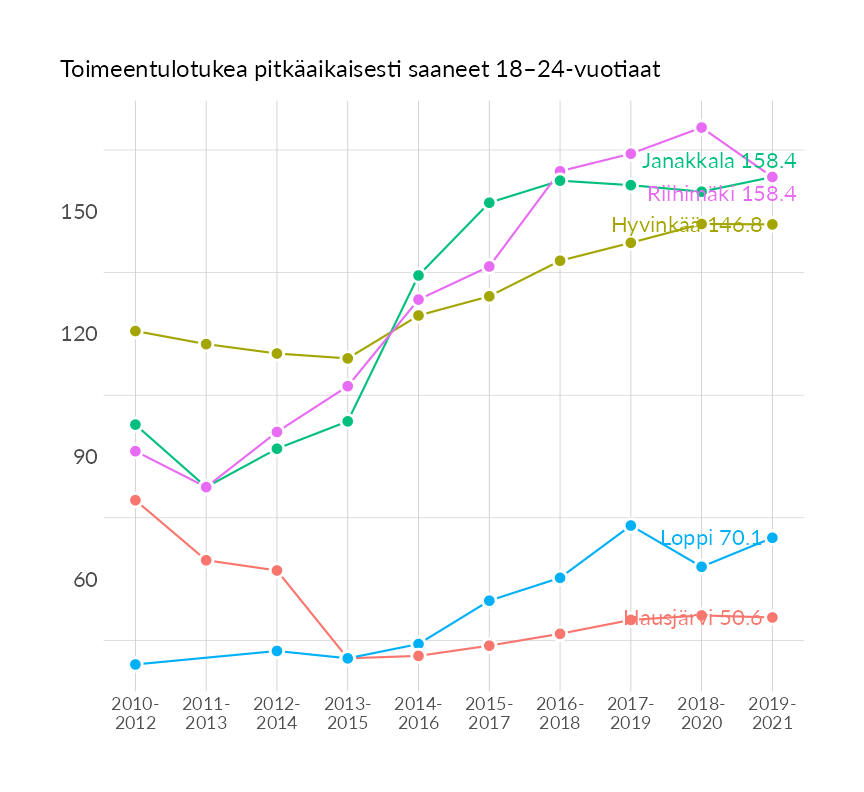 Toimeentulotukea pitkäaikaisesti saaneet 18–24-vuotiaat
Janakkala 158.4
Riihimäki 158.4
150
Hyvinkää 146.8
120
90
Loppi 70.1
60
Hausjärvi 50.6
2010- 2011- 2012- 2013- 2014- 2015- 2016- 2017- 2018- 2019-
2012 2013 2014 2015 2016 2017 2018 2019 2020 2021